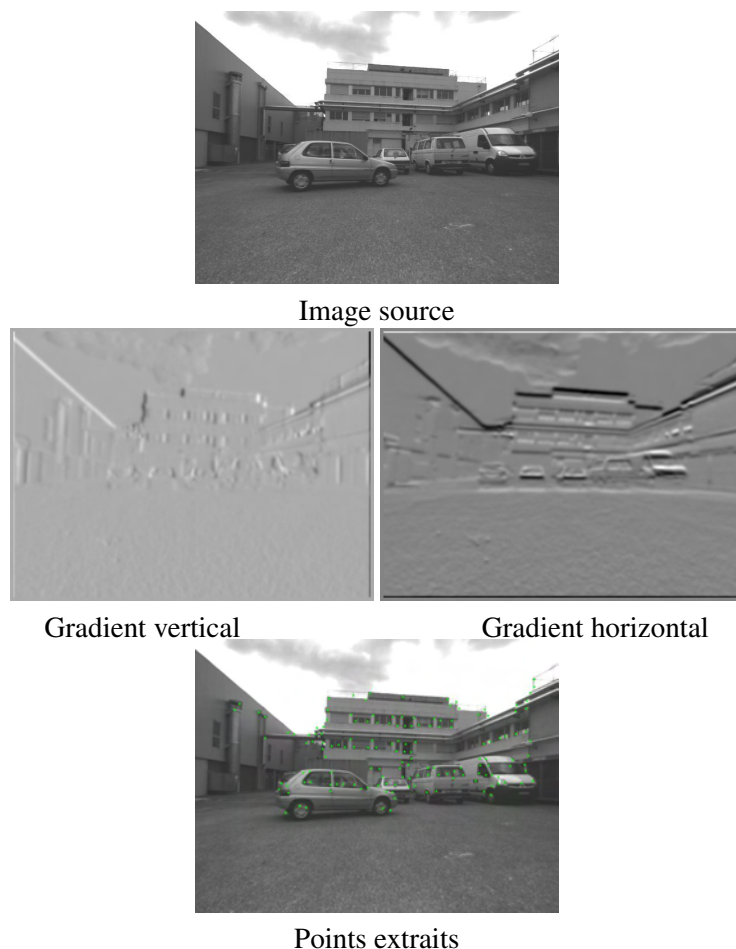 Image source
Gradient vertical
Gradient horizontal
Points extraits